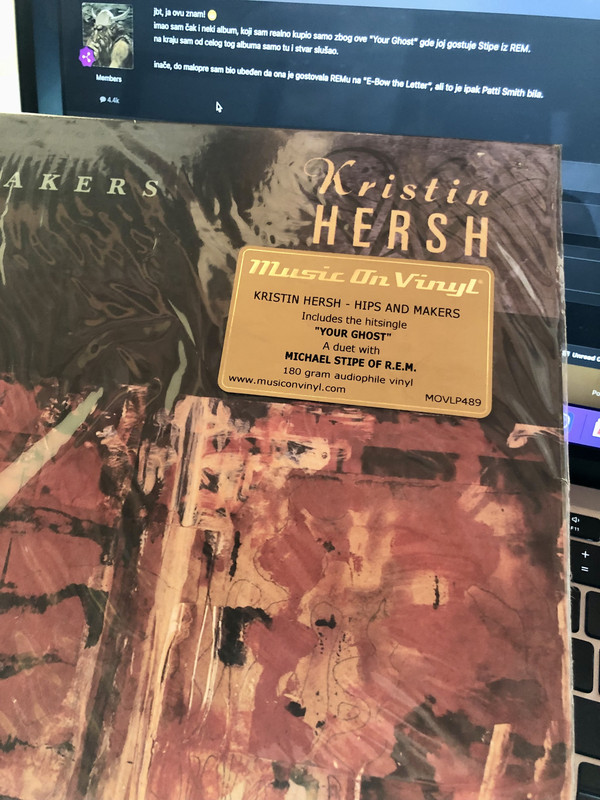 jbt, ja ovu znam!
imao sam čak i neki album, koji sam realno kupio samo zbog ove "Your Ghost" gde joj gostuje Stipe iz REM.
na kraju sam od celog tog albuma samo tu i stvar slušao.
inače, do malopre sam bio ubeđen da ona je gostovala REMu na "E-Bow the Letter", ali to je ipak Patti Smith bila.
Members
4.4k
AKERS
Kristin
HERSH
Music On Vinyl
KRISTIN HERSH - HIPS AND MAKERS
Includes the hitsingle
"YOUR GHOST"
A duet with
MICHAEL STIPE OF R.E.M.
180 gram audiophile vinyl
www.musiconvinyl.com
MOVLP489
Unread
Po
F11
+
=